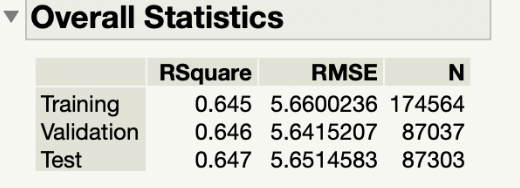 Overall Statistics
RSquare RMSE N
Training 0.645 5.6600236 174564
Validation 0.646 5.6415207 87037
Test 0.647 5.6514583 87303